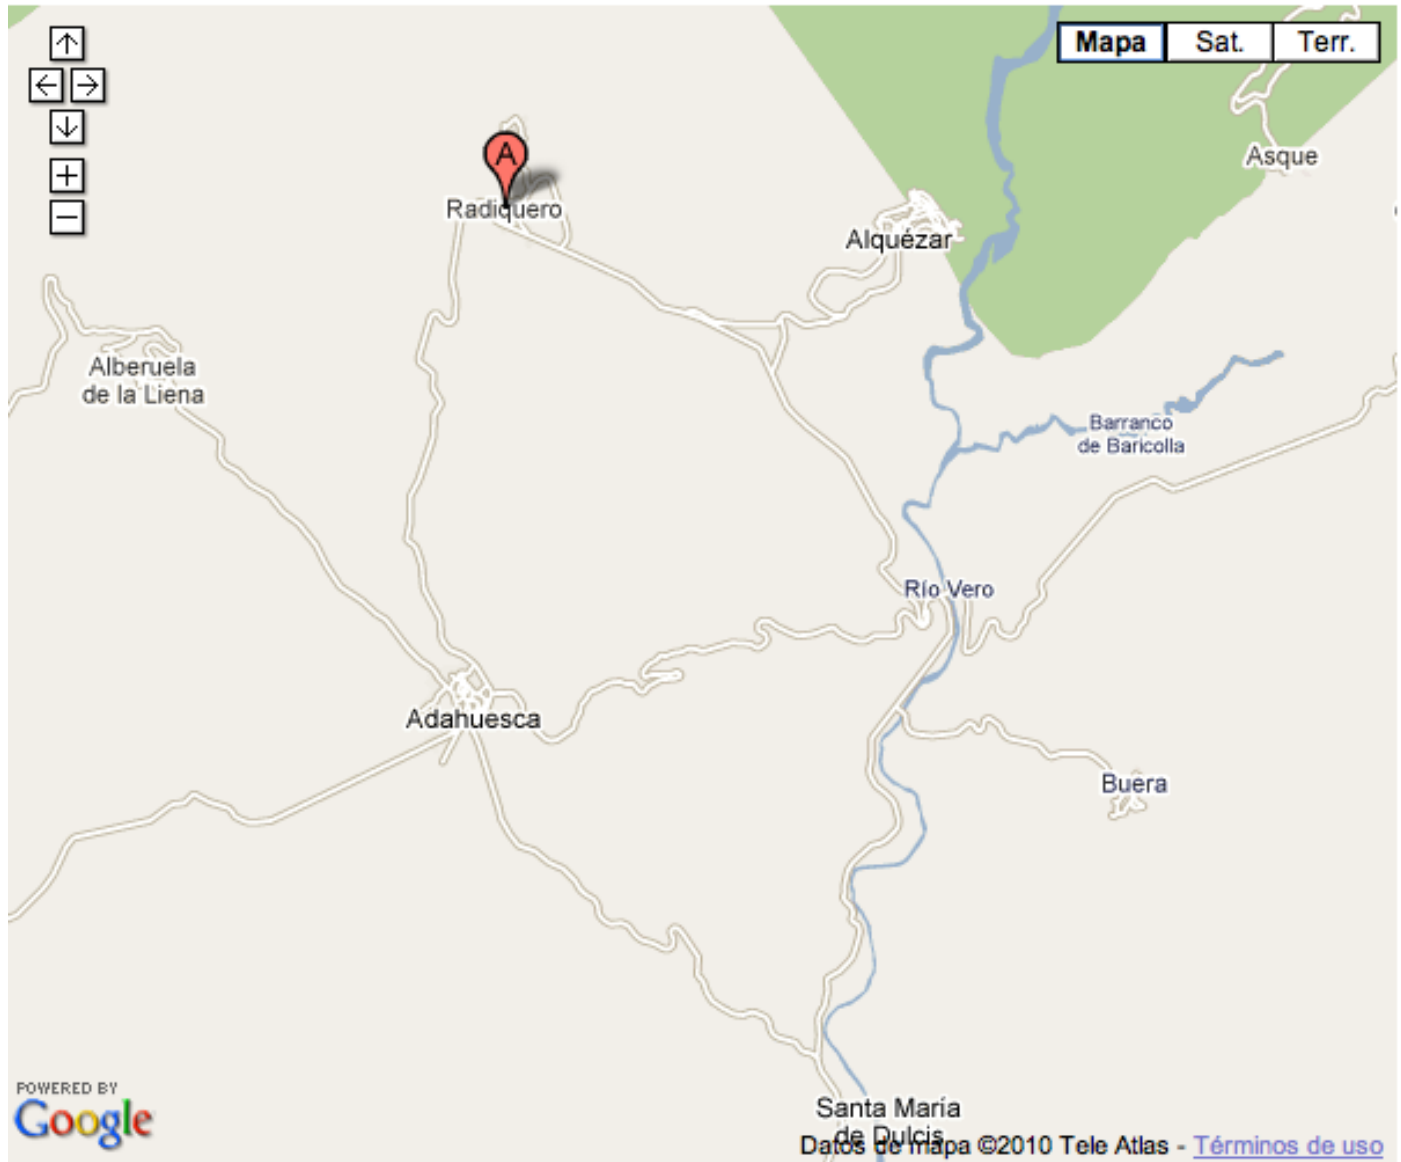 Mapa
Sat.
Terr.
Asque
A
Radiquero
Alquézar
Alberuela
de la Liena
Barranco
de Baricolla
Río Vero
Adahuesca
Buera
POWERED BY
Google
Santa María
de Dulcis
Datos de mapa ©2010 Tele Atlas - Términos de uso